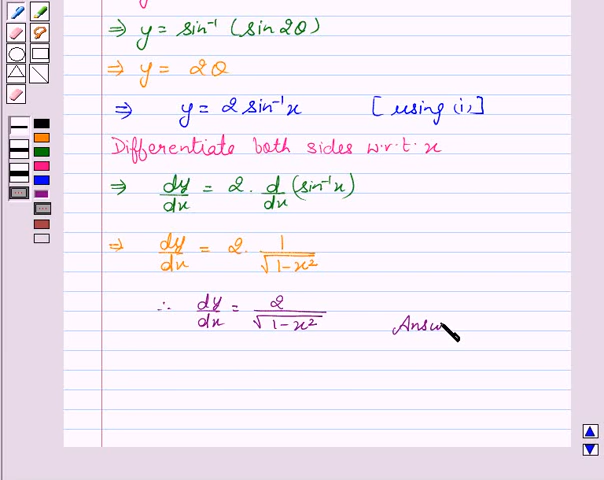 ⇒ y = sin⁻¹ (sin 2θ)
⇒ y = 2θ
⇒ y = 2 sin⁻¹x [using (i)]
Differentiate both sides w.r.t. x
⇒ dy/dx = 2 · d/dx (sin⁻¹x)
⇒ dy/dx = 2 · 1/√(1-x²)
∴ dy/dx = 2/√(1-x²) Answ